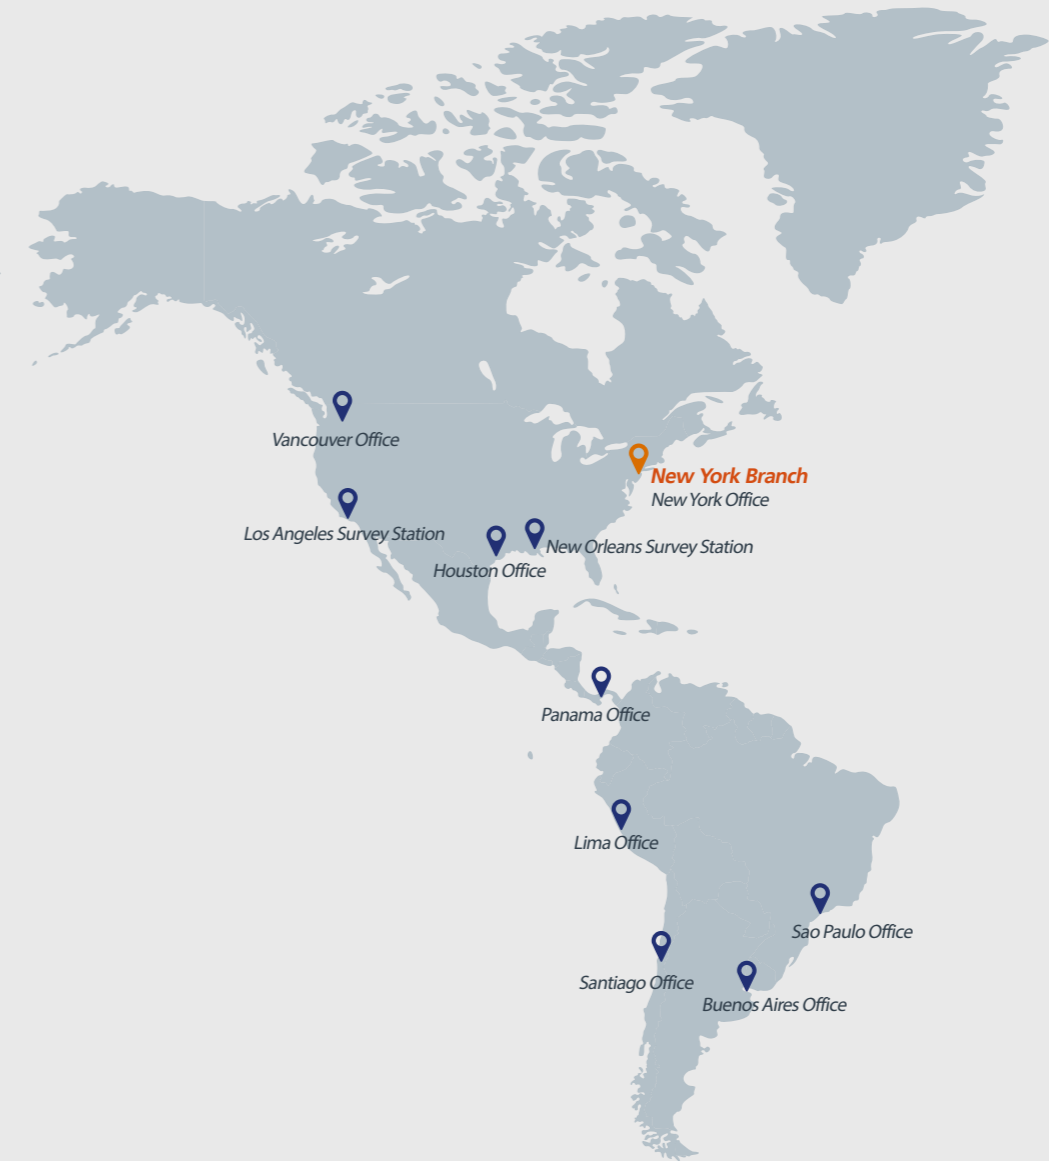 Vancouver Office
New York Branch
New York Office
Los Angeles Survey Station
New Orleans Survey Station
Houston Office
Panama Office
Lima Office
Sao Paulo Office
Santiago Office
Buenos Aires Office